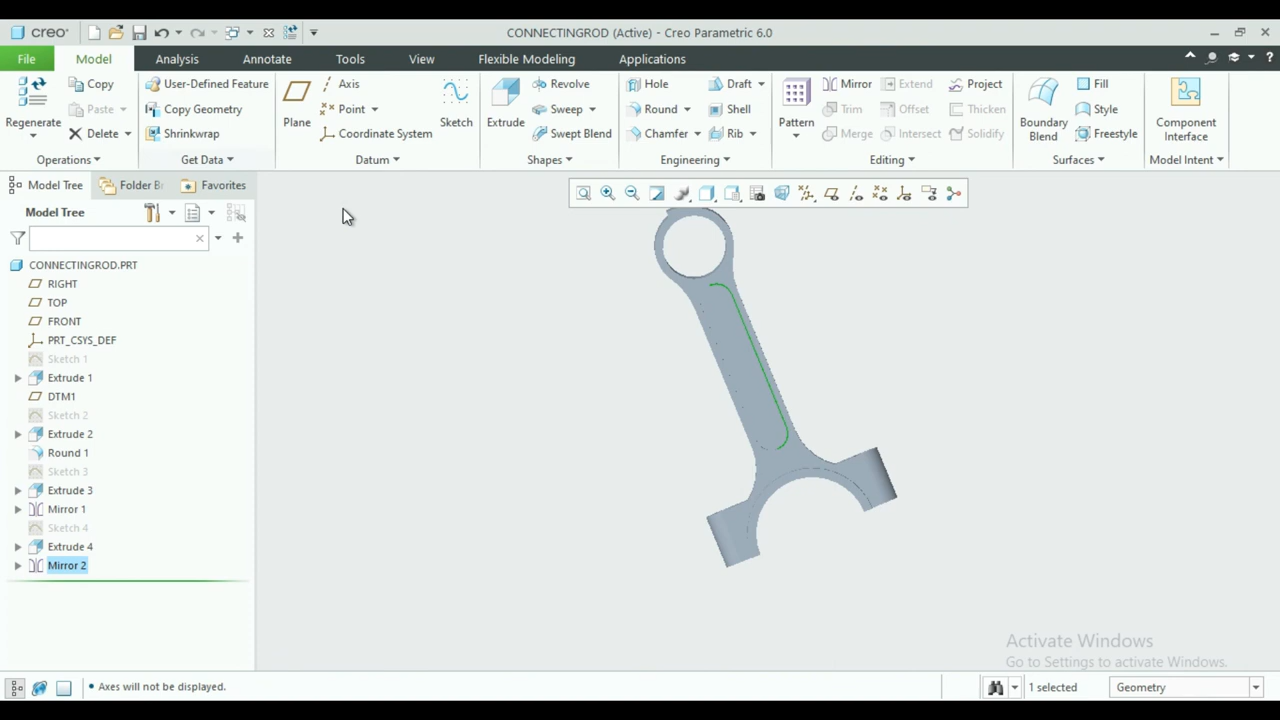 creo° CONNECTINGROD (Active) - Creo Parametric 6.0
File Model Analysis Annotate Tools View Flexible Modeling Applications
Regenerate Copy Paste Delete
Operations
User-Defined Feature Copy Geometry Shrinkwrap
Get Data
Plane Axis Point Coordinate System Sketch
Datum
Extrude Revolve Sweep Swept Blend
Shapes
Hole Round Chamfer Draft Shell Rib
Engineering
Pattern Mirror Trim Merge Extend Offset Intersect Project Thicken Solidify
Editing
Boundary Blend Fill Style Freestyle
Surfaces
Component Interface
Model Intent
Model Tree Folder Br Favorites
Model Tree
CONNECTINGROD.PRT
RIGHT
TOP
FRONT
PRT_CSYS_DEF
Sketch 1
Extrude 1
DTM1
Sketch 2
Extrude 2
Round 1
Sketch 3
Extrude 3
Mirror 1
Sketch 4
Extrude 4
Mirror 2
Activate Windows
Go to Settings to activate Windows.
• Axes will not be displayed. 1 selected Geometry